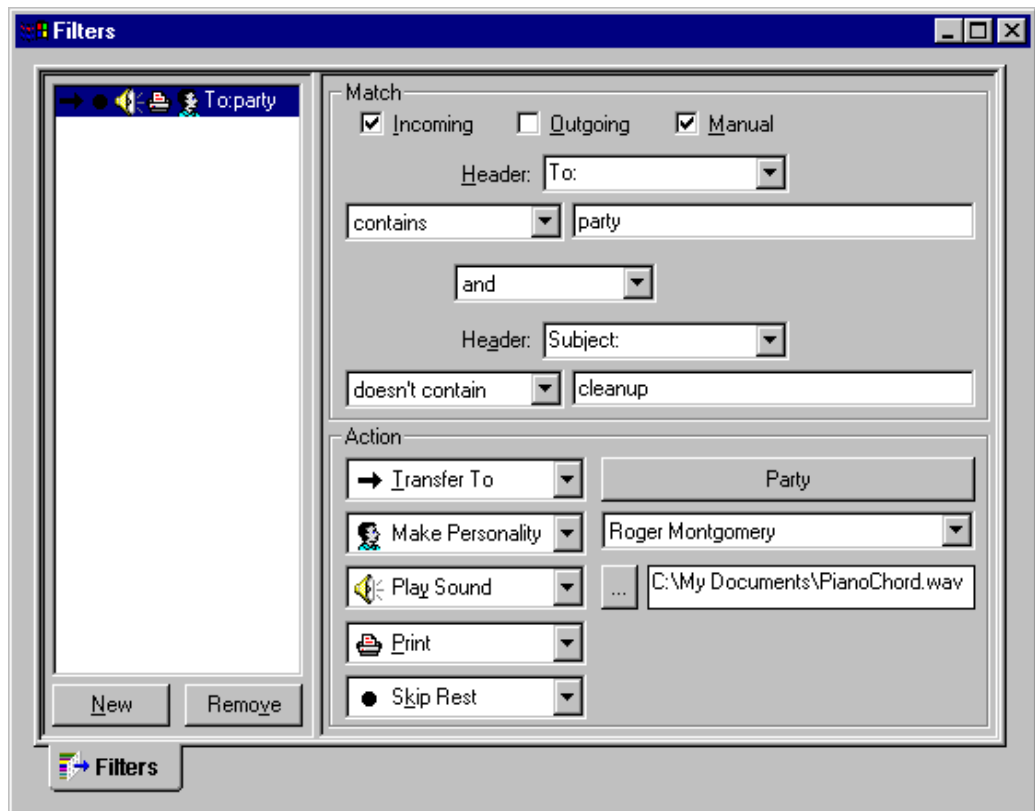 Filters
To:party
Match
Incoming Outgoing Manual
Header: To:
contains party
and
Header: Subject:
doesn't contain cleanup
Action
Transfer To Party
Make Personality Roger Montgomery
Play Sound ... C:\My Documents\PianoChord.wav
Print
Skip Rest
New Remove
Filters